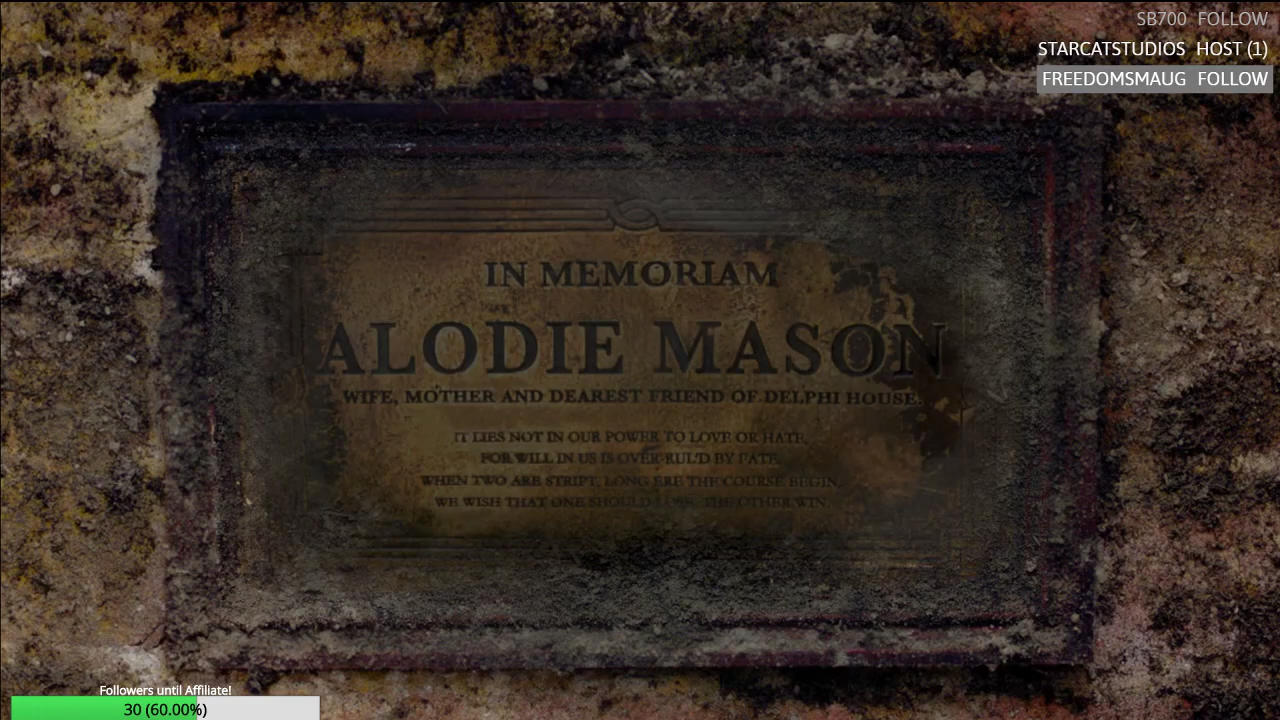 SB700 FOLLOW
STARCATSTUDIOS HOST (1)
FREEDOMSMAUG FOLLOW
IN MEMORIAM
ALODIE MASON
WIFE, MOTHER AND DEAREST FRIEND OF DELPHI HOUSE.
IT LIES NOT IN OUR POWER TO LOVE OR HATE,
FOR WILL IN US IS OVER-RUL'D BY FATE.
WHEN TWO ARE STRIPT, LONG ERE THE COURSE BEGIN,
WE WISH THAT ONE SHOULD LOSE, THE OTHER WIN.
Followers until Affiliate!
30 (60.00%)